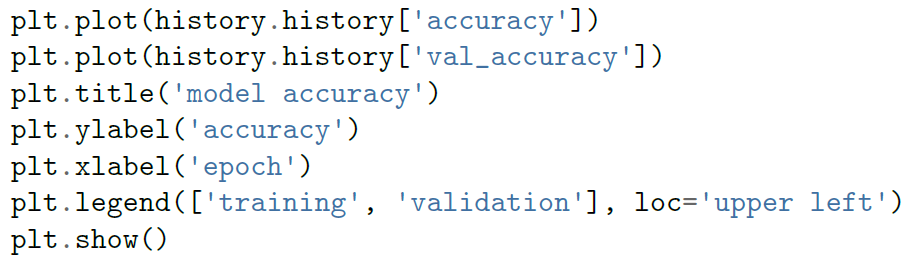 plt.plot(history.history['accuracy'])
plt.plot(history.history['val_accuracy'])
plt.title('model accuracy')
plt.ylabel('accuracy')
plt.xlabel('epoch')
plt.legend(['training', 'validation'], loc='upper left')
plt.show()